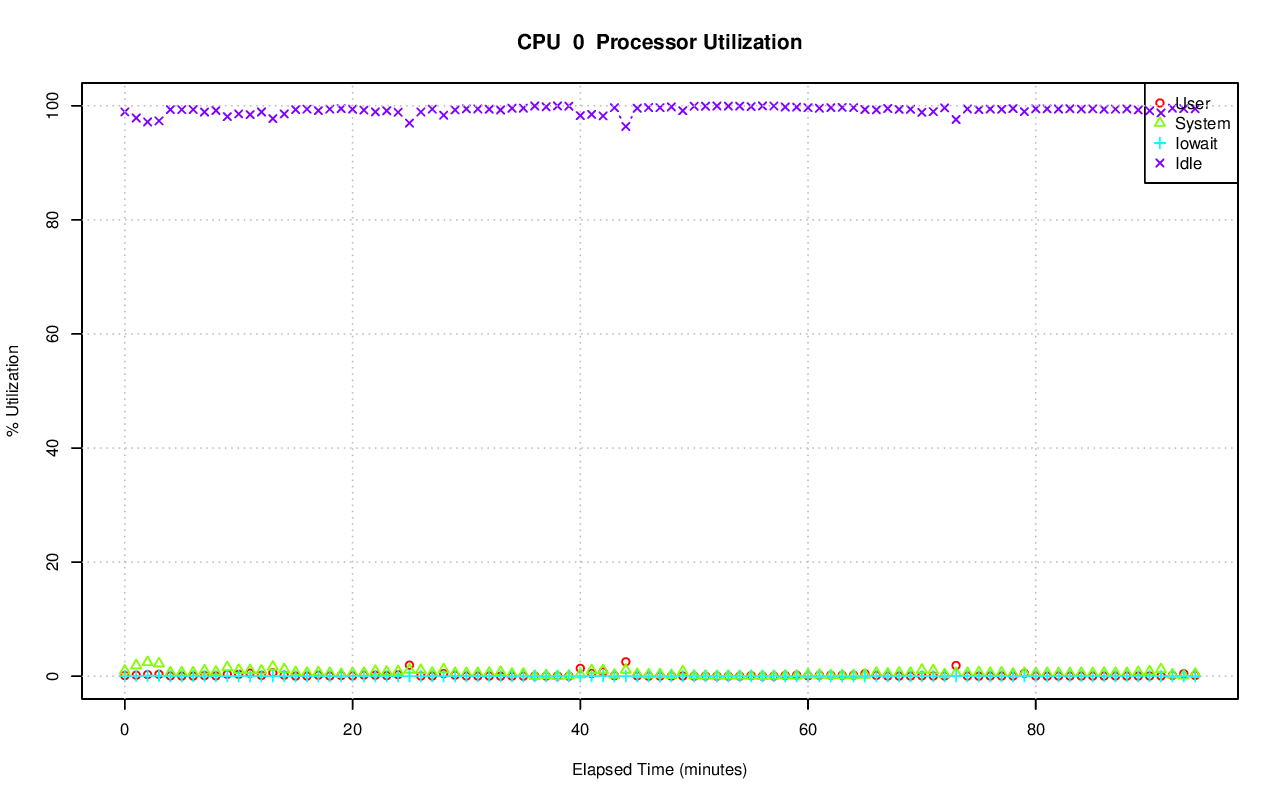 CPU  0  Processor Utilization
% Utilization
100
80
60
40
20
0
User
System
Iowait
Idle
0 20 40 60 80
Elapsed Time (minutes)